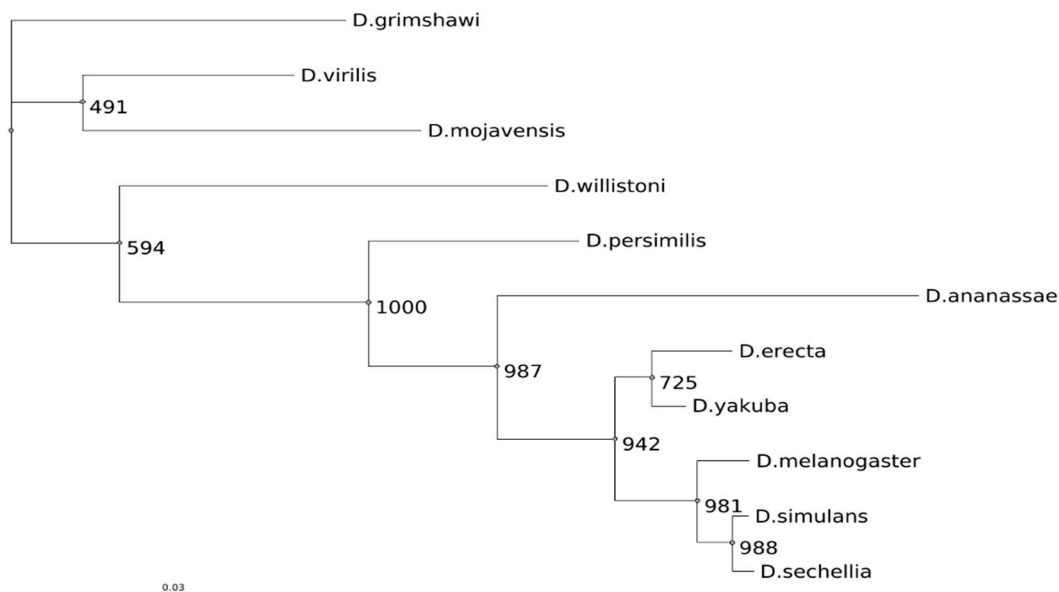 D.grimshawi
D.virilis
491
D.mojavensis
D.willistoni
594
D.persimilis
1000
D.ananassae
D.erecta
987
725
D.yakuba
942
D.melanogaster
981
D.simulans
988
D.sechellia
0.03